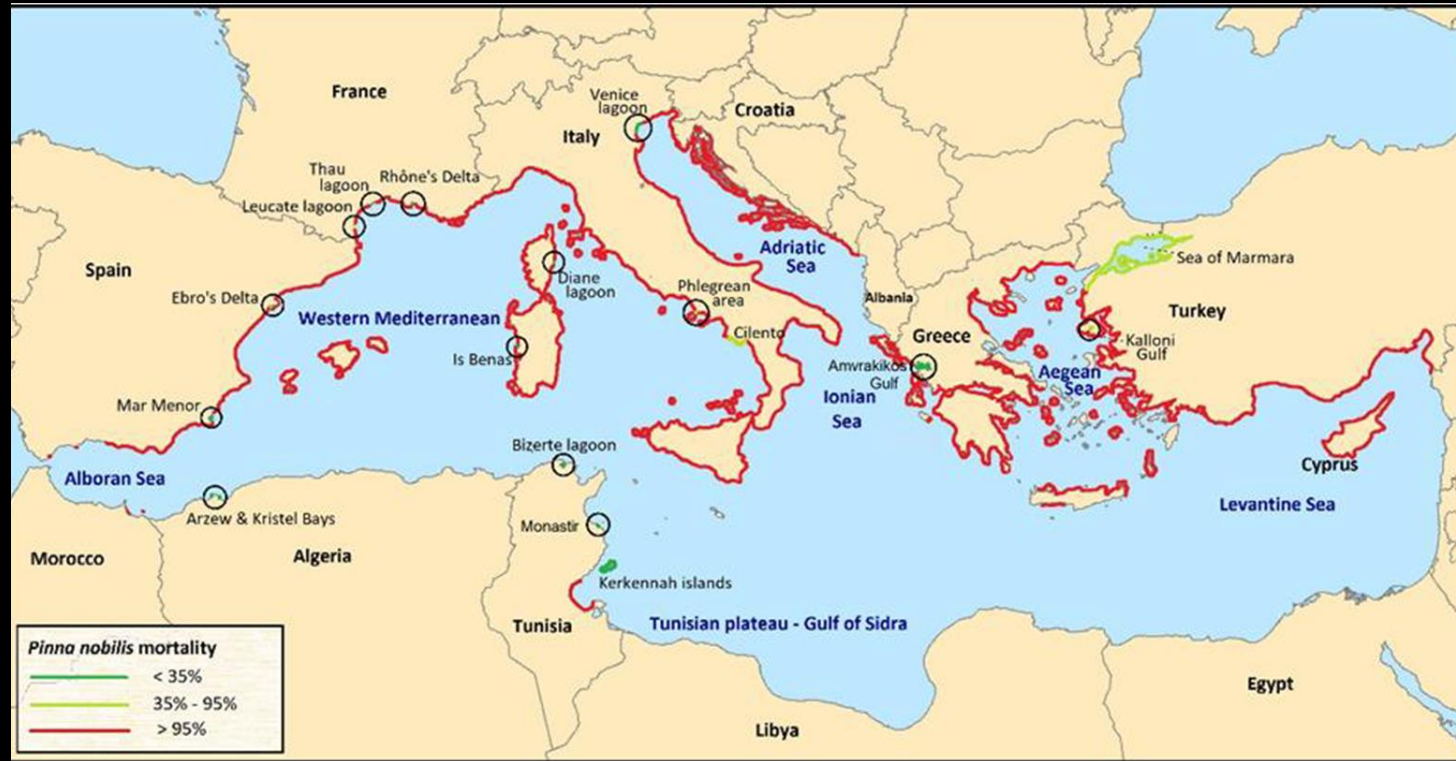 France
Venice
lagoon
Croatia
Italy
Thau
lagoon
Rhône's Delta
Leucate lagoon
Spain
Adriatic
Sea
Sea of Marmara
Diane
lagoon
Phlegrean
area
Ebro's Delta
Albania
Turkey
Western Mediterranean
Cilento
Greece
Kalloni
Gulf
Is Benas
Amvrakikos
Gulf
Aegean
Sea
Ionian
Sea
Mar Menor
Bizerte lagoon
Cyprus
Alboran Sea
Levantine Sea
Arzew & Kristel Bays
Monastir
Morocco
Algeria
Kerkennah islands
Tunisia
Tunisian plateau - Gulf of Sidra
Pinna nobilis mortality
< 35%
35% - 95%
> 95%
Egypt
Libya